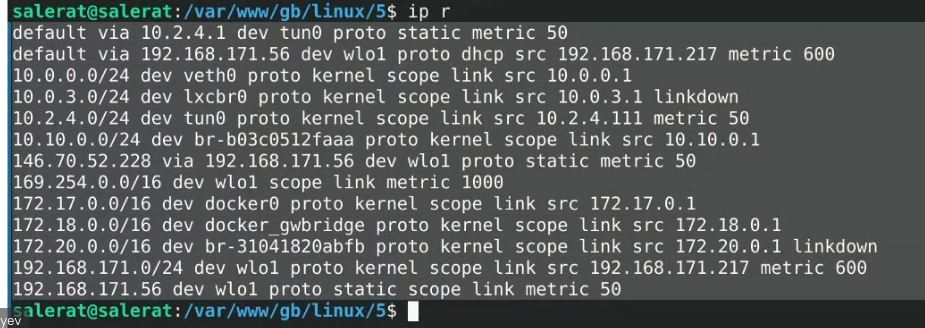 salerat@salerat:/var/www/gb/linux/5$ ip r
default via 10.2.4.1 dev tun0 proto static metric 50
default via 192.168.171.56 dev wlo1 proto dhcp src 192.168.171.217 metric 600
10.0.0.0/24 dev veth0 proto kernel scope link src 10.0.0.1
10.0.3.0/24 dev lxcbr0 proto kernel scope link src 10.0.3.1 linkdown
10.2.4.0/24 dev tun0 proto kernel scope link src 10.2.4.111 metric 50
10.10.0.0/24 dev br-b03c0512faaa proto kernel scope link src 10.10.0.1
146.70.52.228 via 192.168.171.56 dev wlo1 proto static metric 50
169.254.0.0/16 dev wlo1 scope link metric 1000
172.17.0.0/16 dev docker0 proto kernel scope link src 172.17.0.1
172.18.0.0/16 dev docker_gwbridge proto kernel scope link src 172.18.0.1
172.20.0.0/16 dev br-31041820abfb proto kernel scope link src 172.20.0.1 linkdown
192.168.171.0/24 dev wlo1 proto kernel scope link src 192.168.171.217 metric 600
192.168.171.56 dev wlo1 proto static scope link metric 50
salerat@salerat:/var/www/gb/linux/5$
yev